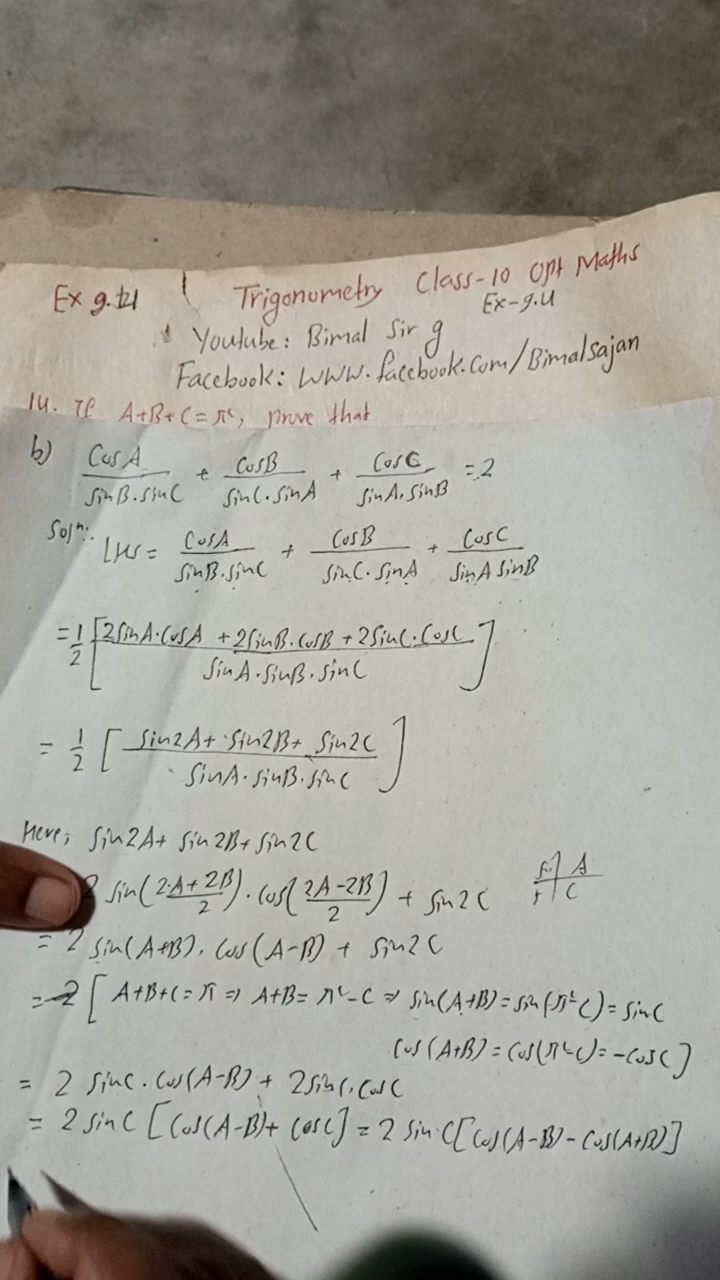 Ex 9.4 Trigonometry Class-10 Opt Maths
Ex-9.4
Youtube: Bimal Sir g
Facebook: WWW.facebook.com/Bimalsajan
14. If A+B+C=πᶜ, prove that
b) CosA/SinB.SinC + CosB/SinC.SinA + CosC/SinA.SinB = 2
Solⁿ:
LHS = CosA/SinB.SinC + CosB/SinC.SinA + CosC/SinA SinB
= 1/2 [2SinA.CosA + 2SinB.CosB + 2SinC.CosC / SinA.SinB.SinC]
= 1/2 [Sin2A + Sin2B + Sin2C / SinA.SinB.SinC]
Here, Sin2A + Sin2B + Sin2C
2 Sin(2A+2B/2).Cos(2A-2B/2) + Sin2C
= 2 Sin(A+B).Cos(A-B) + Sin2C
= [A+B+C=π ⇒ A+B=πᶜ-C ⇒ Sin(A+B)=Sin(πᶜ-C)=SinC
Cos(A+B)=Cos(πᶜ-C)=-CosC]
= 2 SinC.Cos(A-B) + 2SinC.CosC
= 2 SinC [Cos(A-B)+ CosC] = 2 SinC[Cos(A-B)-Cos(A+B)]